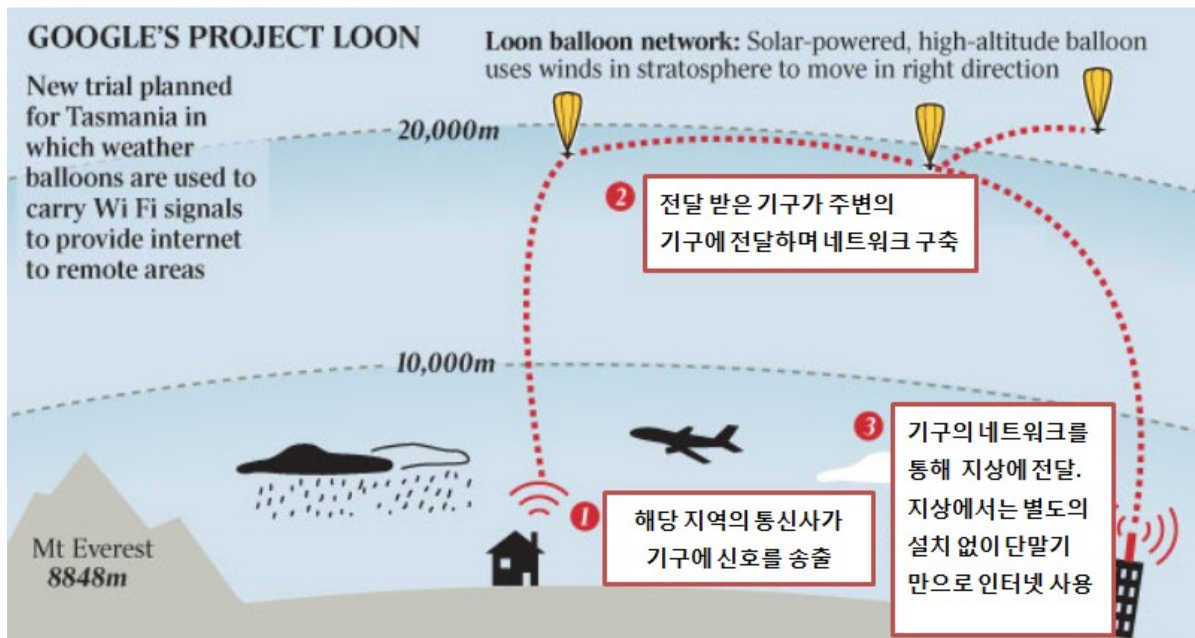 GOOGLE'S PROJECT LOON
New trial planned
for Tasmania in
which weather
balloons are used to
carry Wi Fi signals
to provide internet
to remote areas
Loon balloon network: Solar-powered, high-altitude balloon
uses winds in stratosphere to move in right direction
20,000m
2
전달 받은 기구가 주변의
기구에 전달하며 네트워크 구축
10,000m
3
기구의 네트워크를
통해 지상에 전달.
지상에서는 별도의
설치 없이 단말기
만으로 인터넷 사용
1
해당 지역의 통신사가
기구에 신호를 송출
Mt Everest
8848m